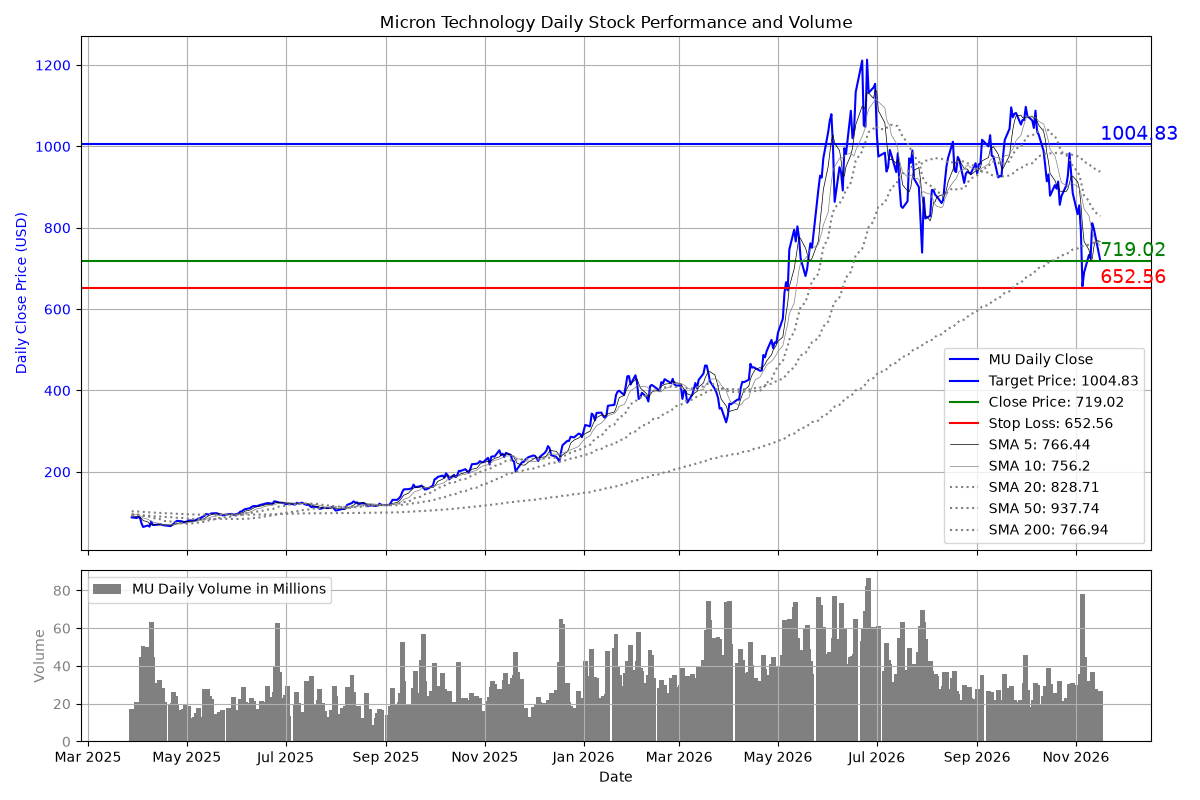 Micron Technology Daily Stock Performance and Volume
Daily Close Price (USD)
1200
1000
800
600
400
200
1004.83
719.02
652.56
MU Daily Close
Target Price: 1004.83
Close Price: 719.02
Stop Loss: 652.56
SMA 5: 766.44
SMA 10: 756.2
SMA 20: 828.71
SMA 50: 937.74
SMA 200: 766.94
MU Daily Volume in Millions
Volume
80
60
40
20
0
Mar 2025 May 2025 Jul 2025 Sep 2025 Nov 2025 Jan 2026 Mar 2026 May 2026 Jul 2026 Sep 2026 Nov 2026
Date